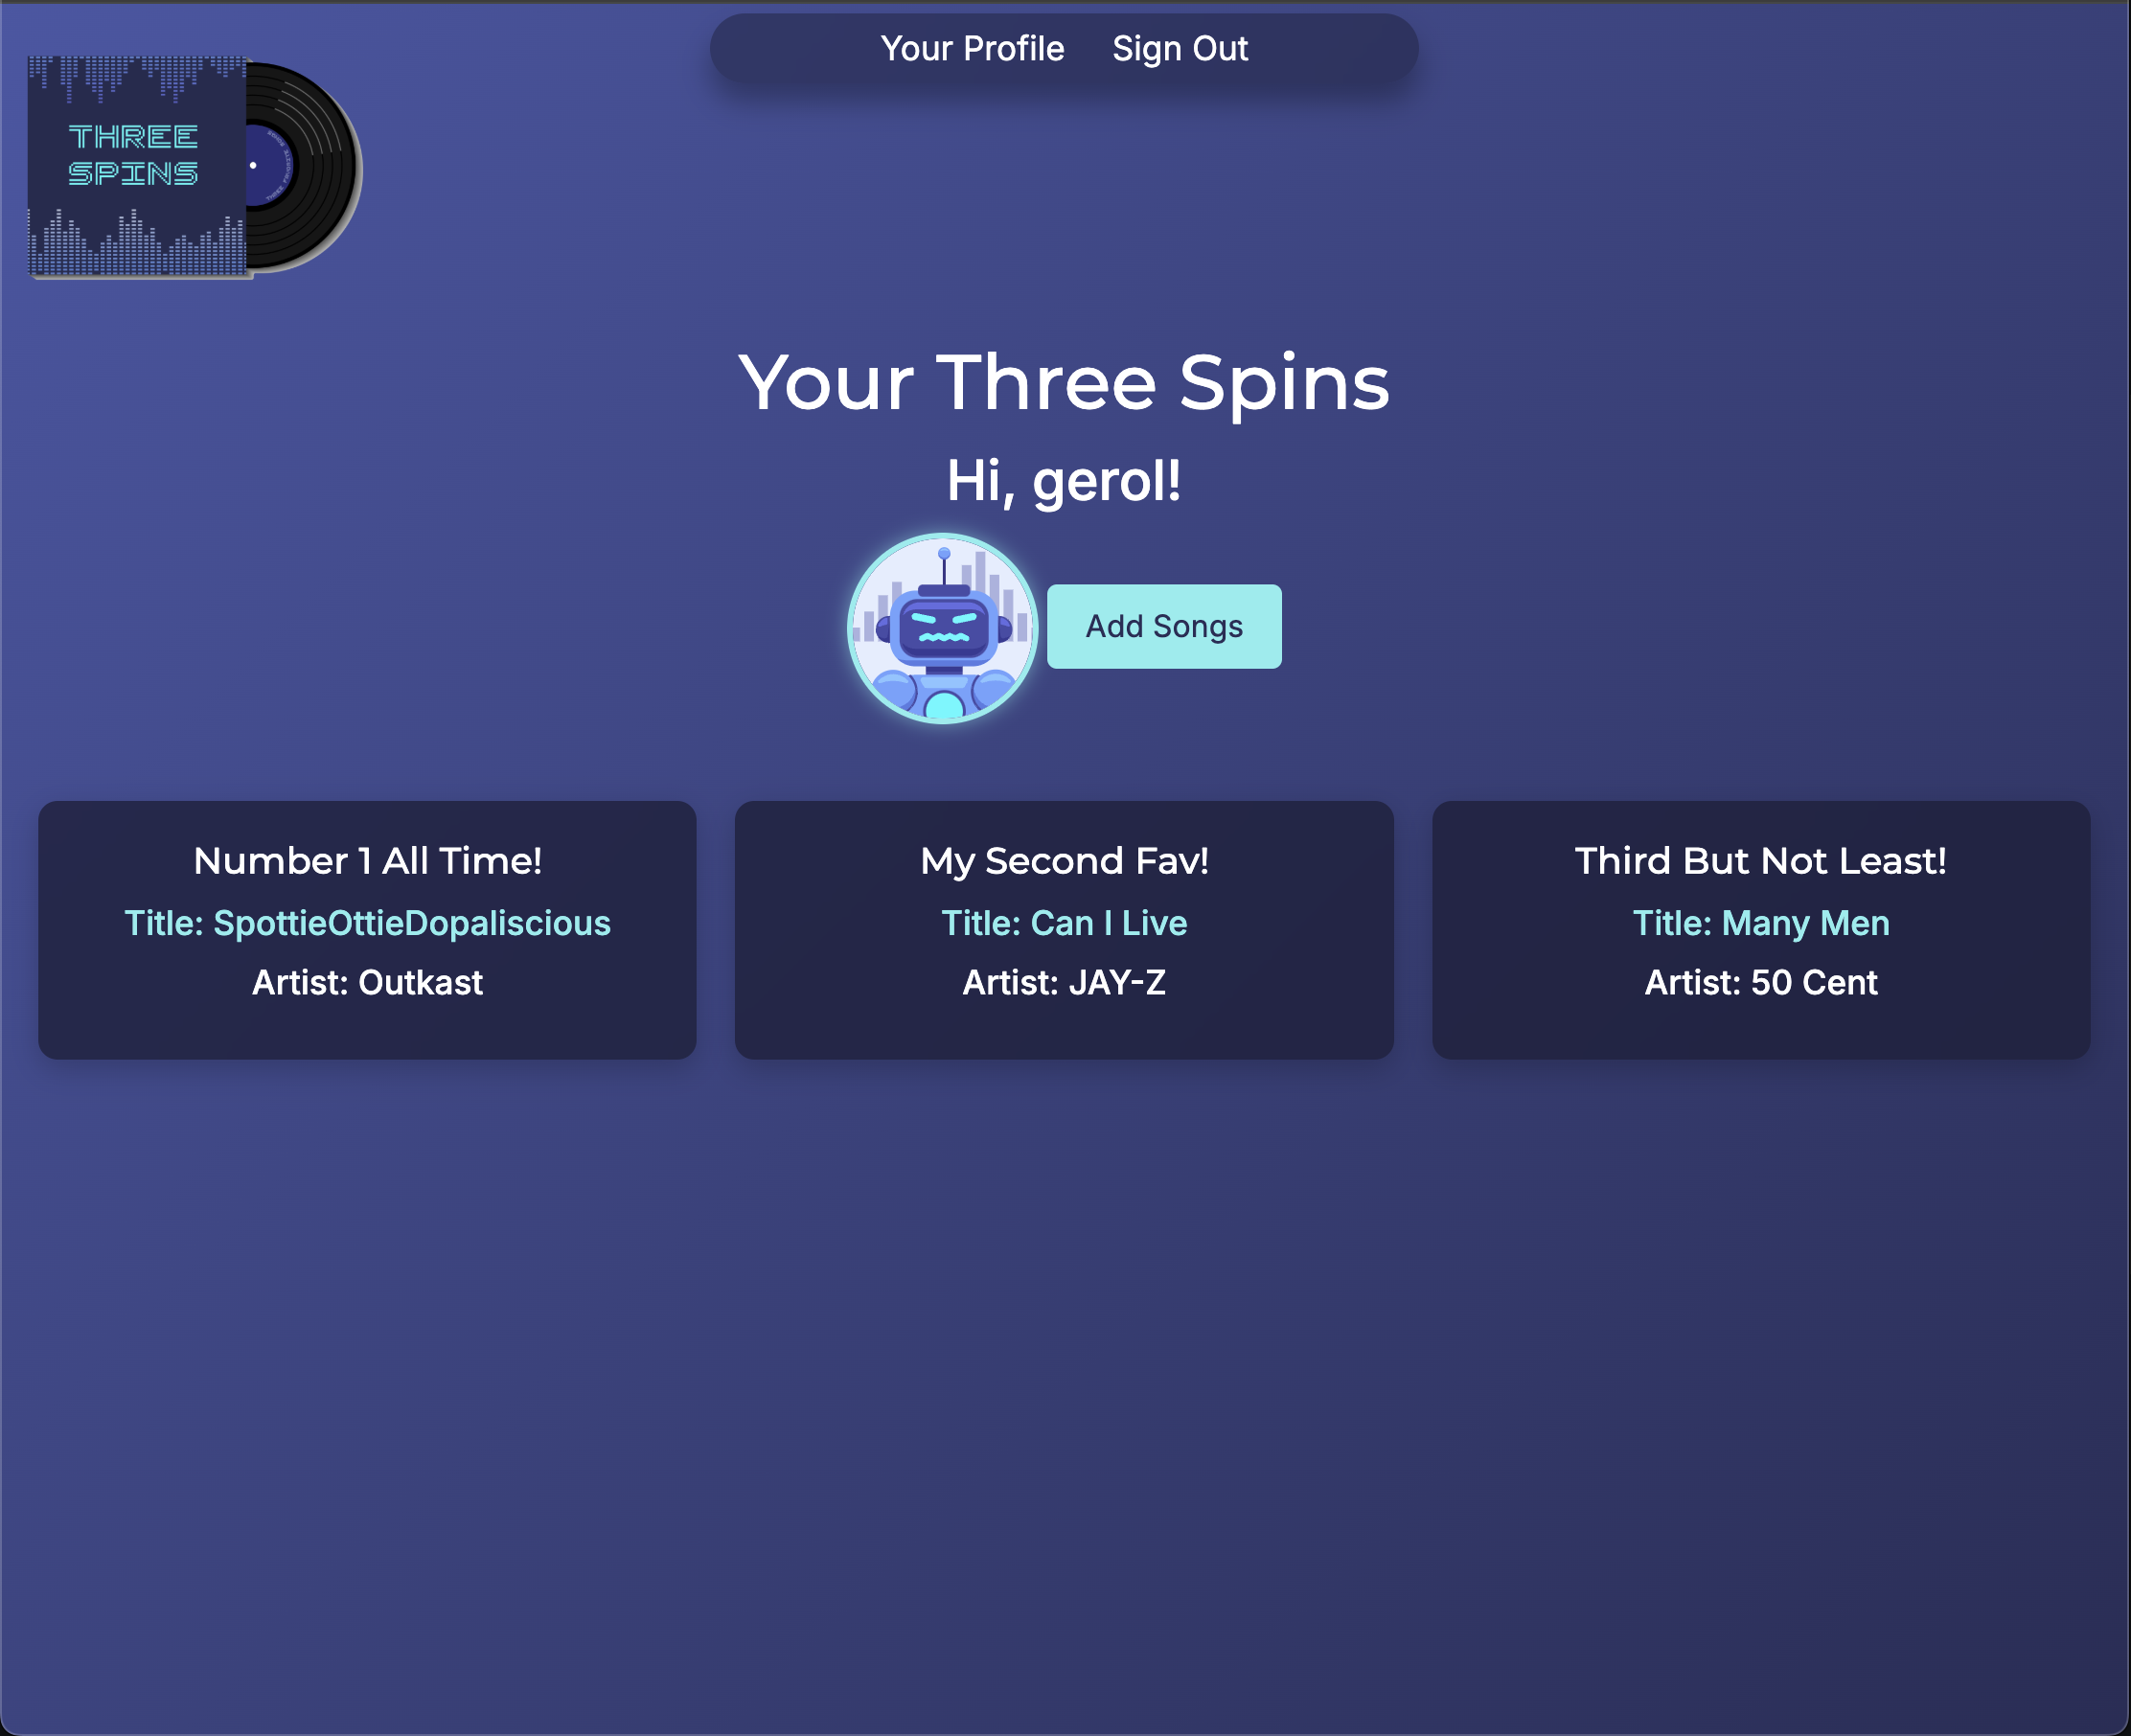 Your Profile Sign Out
THREE
SPINS
Your Three Spins
Hi, gerol!
Add Songs
Number 1 All Time!
Title: SpottieOttieDopaliscious
Artist: Outkast
My Second Fav!
Title: Can I Live
Artist: JAY-Z
Third But Not Least!
Title: Many Men
Artist: 50 Cent